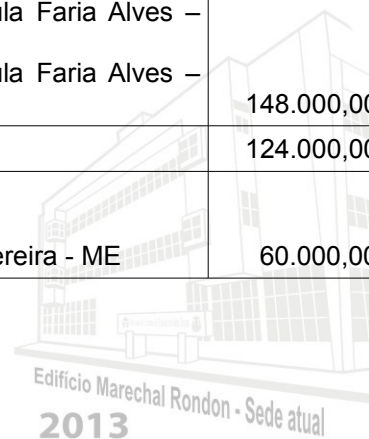 ula Faria Alves –
ula Faria Alves –
148.000,00
124.000,00
ereira - ME 60.000,00
Edifício Marechal Rondon - Sede atual
2013